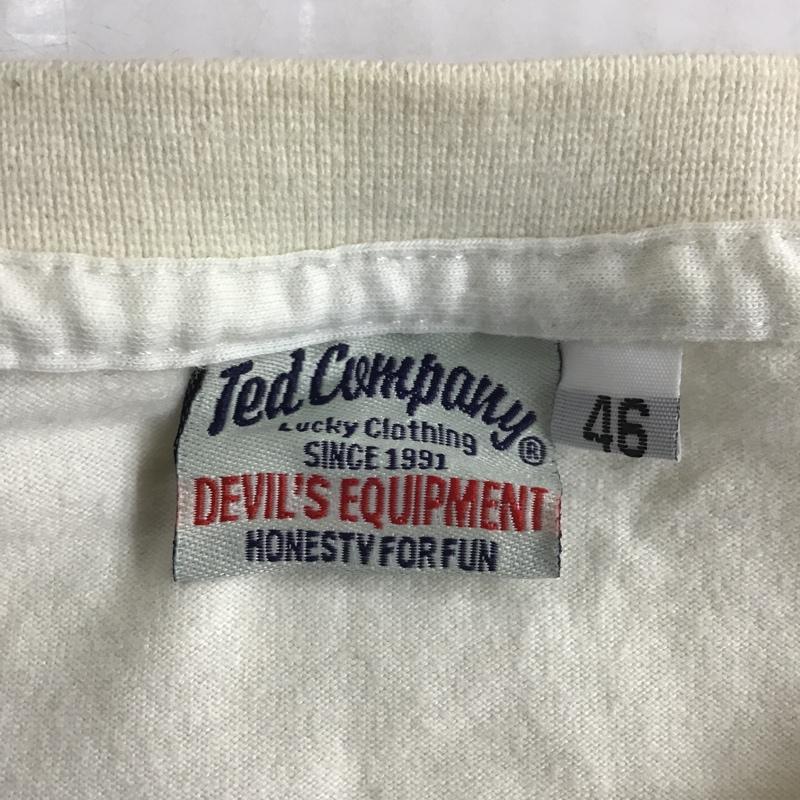 Ted Company®
Lucky Clothing
SINCE 1991
DEVIL'S EQUIPMENT
HONESTY FOR FUN
46